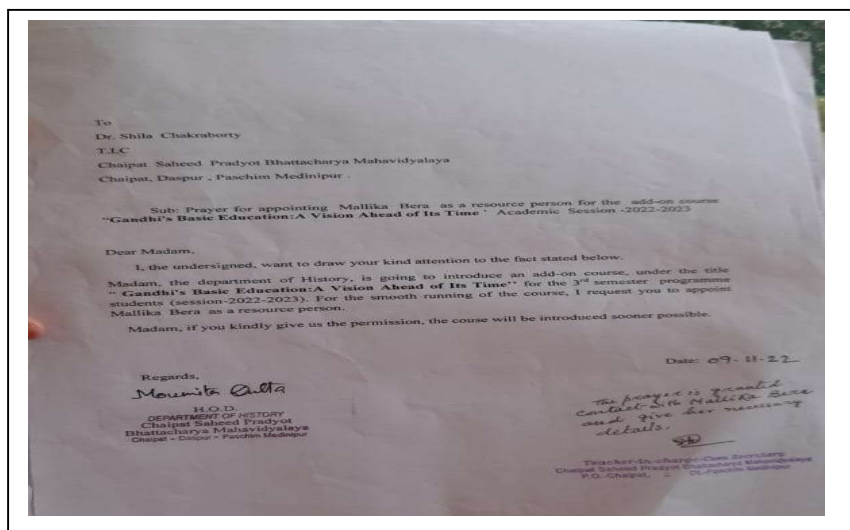 To
Dr. Shila Chakraborty
T.I.C
Chaipat Saheed Pradyot Bhattacharya Mahavidyalaya
Chaipat, Daspur , Paschim Medinipur .
Sub: Prayer for appointing Mallika Bera as a resource person for the add-on course
“Gandhi's Basic Education:A Vision Ahead of Its Time ' Academic Session -2022-2023
Dear Madam,
I, the undersigned, want to draw your kind attention to the fact stated below.
Madam, the department of History, is going to introduce an add-on course, under the title
“ Gandhi's Basic Education:A Vision Ahead of Its Time” for the 3rd semester programme
students (session-2022-2023). For the smooth running of the course, I request you to appoint
Mallika Bera as a resource person.
Madam, if you kindly give us the permission, the couse will be introduced sooner possible.
Date: 09-11-22
Regards,
Moumita
H.O.D.
DEPARTMENT OF HISTORY
Chaipat Saheed Pradyot
Bhattacharya Mahavidyalaya
Chaipat – Daspur – Paschim Medinipur
The prayer is granted
contact with Mallika Bera
and give her necessary
details.
Teacher-in-charge-Cum Secretary
Chaipat Saheed Pradyot Bhattacharya Mahavidyalaya
P.O.-Chaipat, Dt.-Paschim Medinipur